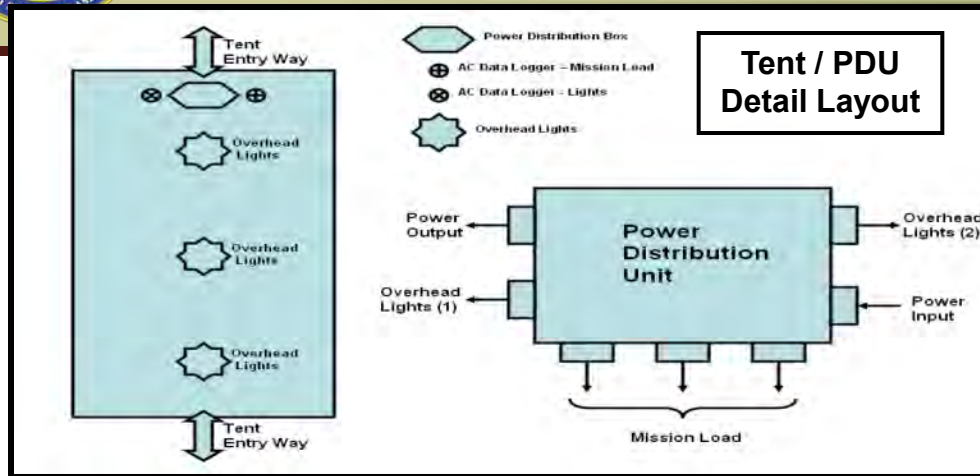 Tent
Entry Way
Overhead
Lights
Overhead
Lights
Overhead
Lights
Tent
Entry Way
Power Distribution Box
AC Data Logger – Mission Load
AC Data Logger - Lights
Overhead Lights
Tent / PDU
Detail Layout
Power
Output
Overhead
Lights (1)
Power
Distribution
Unit
Overhead
Lights (2)
Power
Input
Mission Load